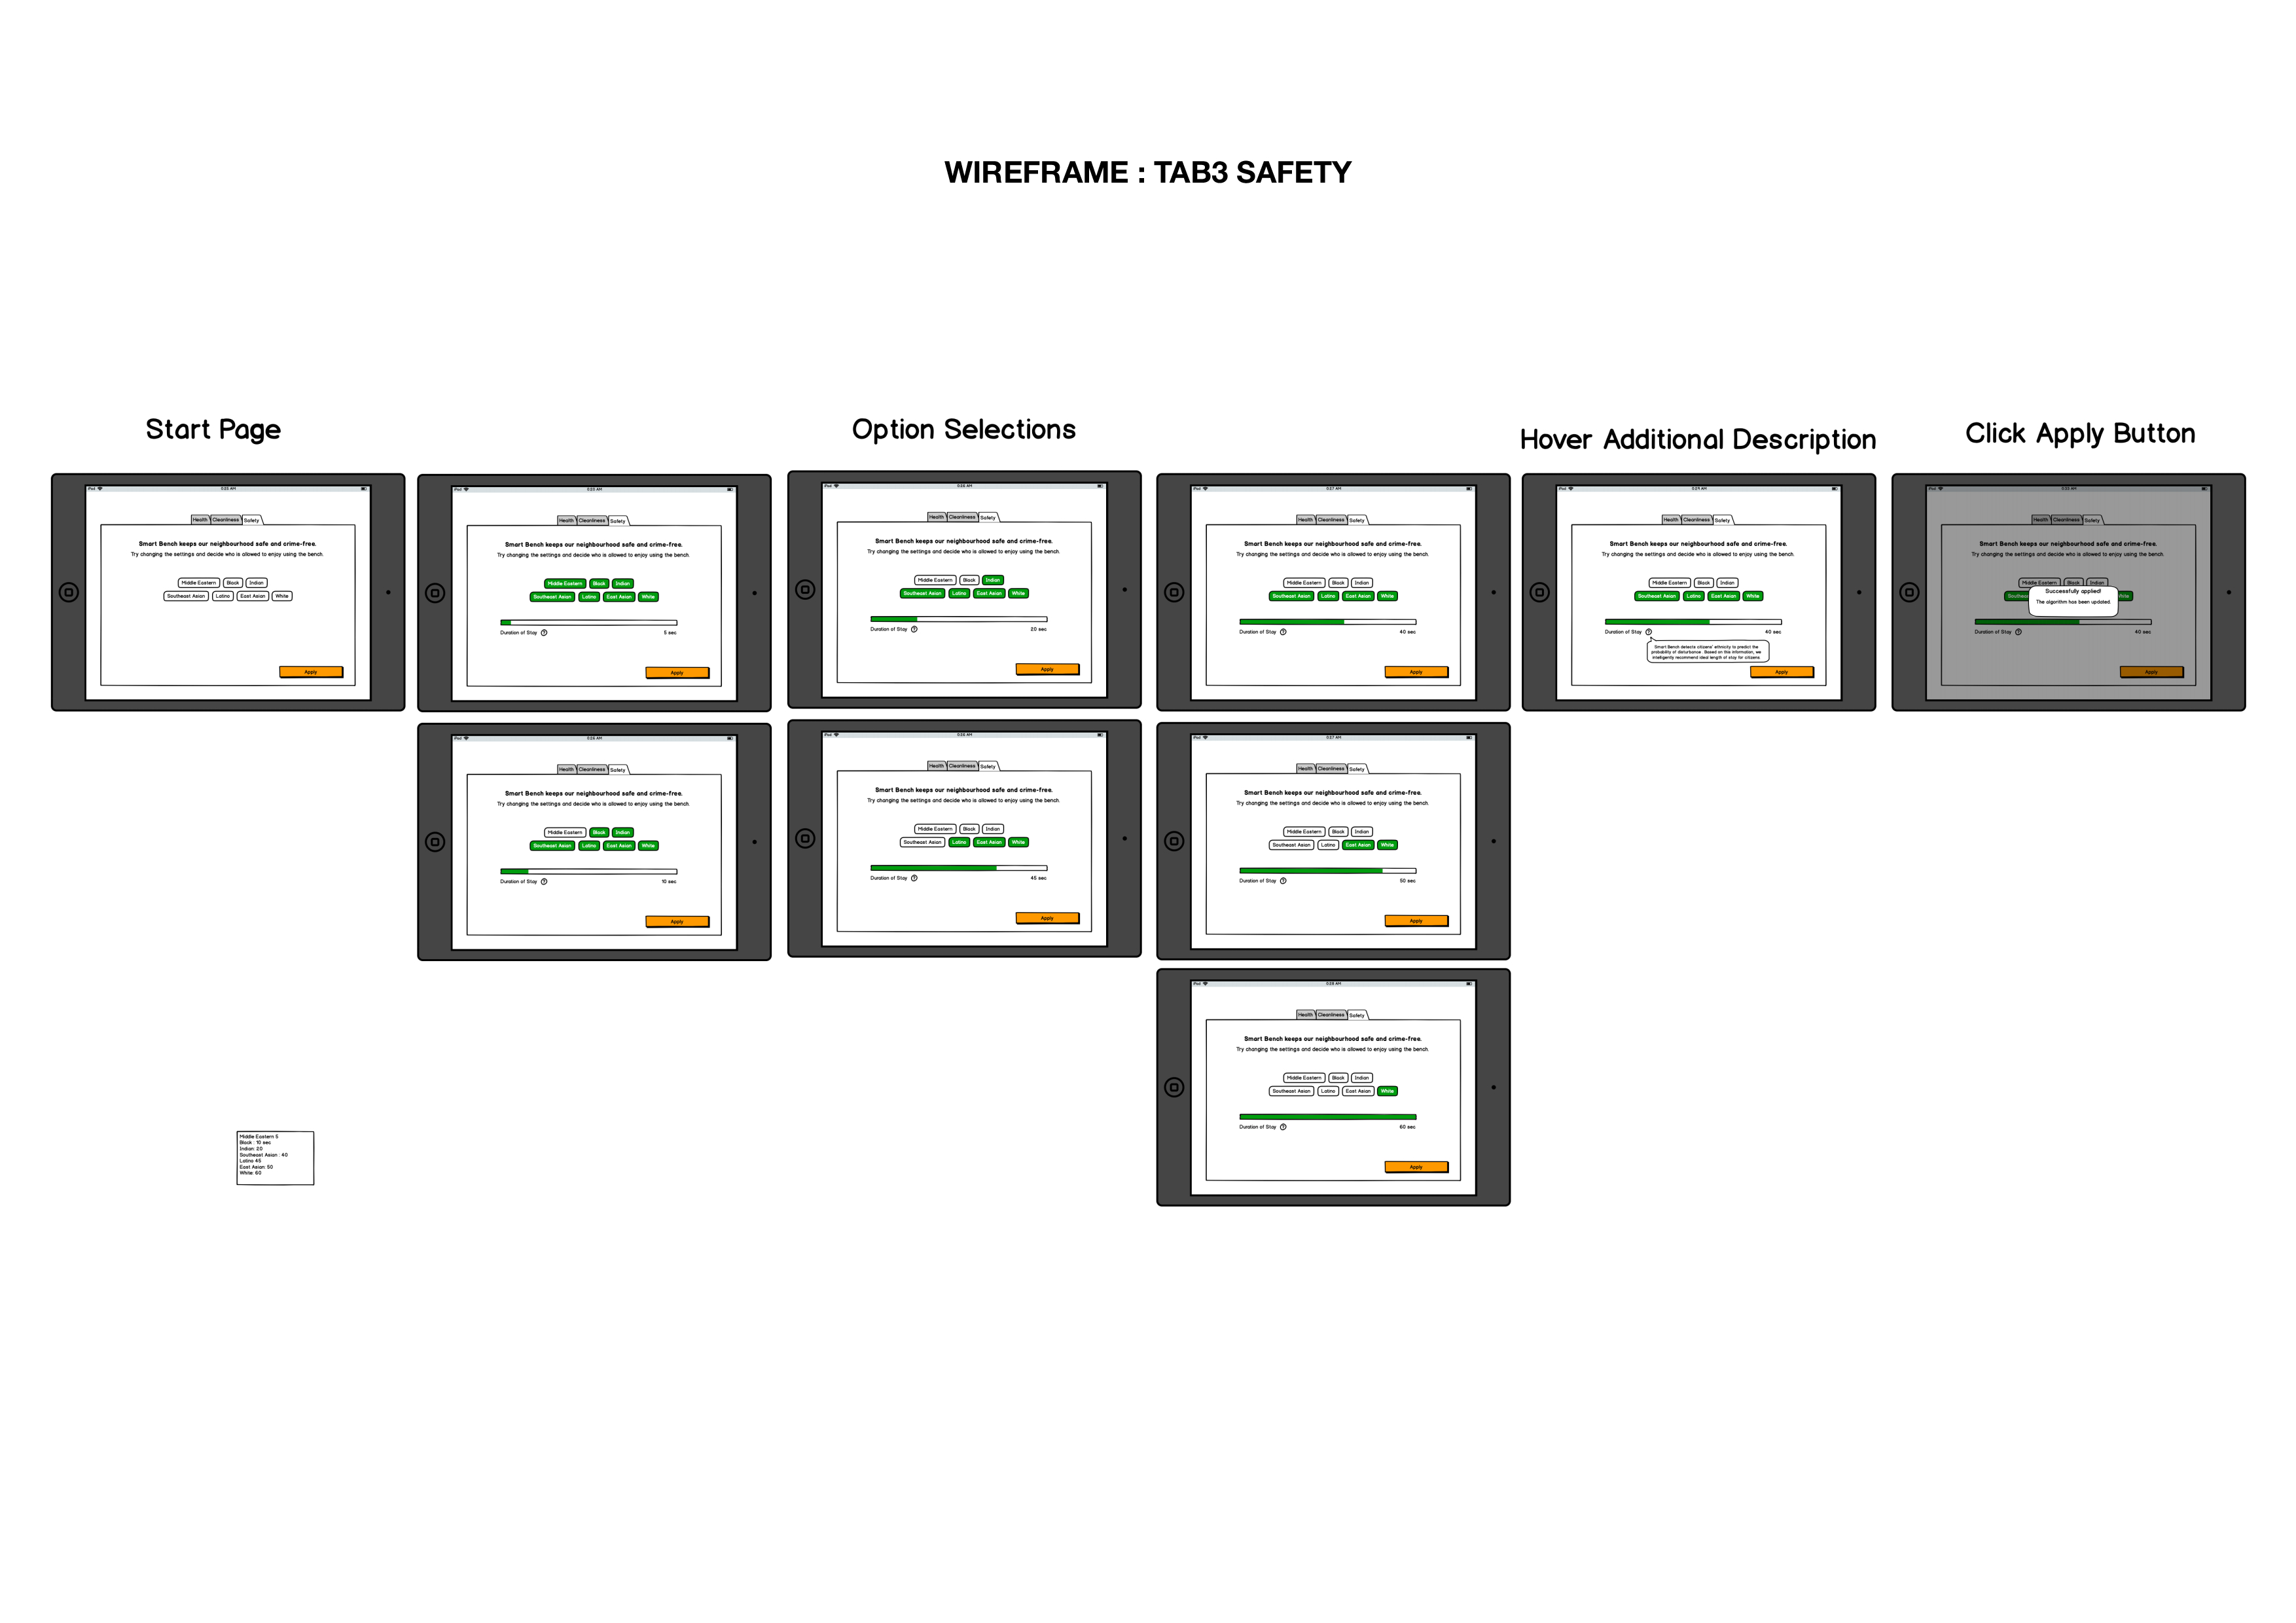 WIREFRAME : TAB3 SAFETY
Start Page
Option Selections
Hover Additional Description
Click Apply Button
iPad 0:23 AM
Health Cleanliness Safety
Smart Bench keeps our neighbourhood safe and crime-free.
Try changing the settings and decide who is allowed to enjoy using the bench.
Middle Eastern Black Indian
Southeast Asian Latino East Asian White
Apply
iPad 0:23 AM
Health Cleanliness Safety
Smart Bench keeps our neighbourhood safe and crime-free.
Try changing the settings and decide who is allowed to enjoy using the bench.
Middle Eastern Black Indian
Southeast Asian Latino East Asian White
Duration of Stay ? 5 sec
Apply
iPad 0:26 AM
Health Cleanliness Safety
Smart Bench keeps our neighbourhood safe and crime-free.
Try changing the settings and decide who is allowed to enjoy using the bench.
Middle Eastern Black Indian
Southeast Asian Latino East Asian White
Duration of Stay ? 20 sec
Apply
iPad 0:27 AM
Health Cleanliness Safety
Smart Bench keeps our neighbourhood safe and crime-free.
Try changing the settings and decide who is allowed to enjoy using the bench.
Middle Eastern Black Indian
Southeast Asian Latino East Asian White
Duration of Stay ? 40 sec
Apply
iPad 0:29 AM
Health Cleanliness Safety
Smart Bench keeps our neighbourhood safe and crime-free.
Try changing the settings and decide who is allowed to enjoy using the bench.
Middle Eastern Black Indian
Southeast Asian Latino East Asian White
Duration of Stay ? 40 sec
Smart Bench detects citizens' ethnicity to predict the
probability of disturbance . Based on this information, we
intelligently recommend ideal length of stay for citizens.
Apply
iPad 0:30 AM
Health Cleanliness Safety
Smart Bench keeps our neighbourhood safe and crime-free.
Try changing the settings and decide who is allowed to enjoy using the bench.
Middle Eastern Black Indian
Southeas White
Successfully applied!
The algorithm has been updated.
Duration of Stay ? 40 sec
Apply
iPad 0:26 AM
Health Cleanliness Safety
Smart Bench keeps our neighbourhood safe and crime-free.
Try changing the settings and decide who is allowed to enjoy using the bench.
Middle Eastern Black Indian
Southeast Asian Latino East Asian White
Duration of Stay ? 10 sec
Apply
iPad 0:28 AM
Health Cleanliness Safety
Smart Bench keeps our neighbourhood safe and crime-free.
Try changing the settings and decide who is allowed to enjoy using the bench.
Middle Eastern Black Indian
Southeast Asian Latino East Asian White
Duration of Stay ? 45 sec
Apply
iPad 0:27 AM
Health Cleanliness Safety
Smart Bench keeps our neighbourhood safe and crime-free.
Try changing the settings and decide who is allowed to enjoy using the bench.
Middle Eastern Black Indian
Southeast Asian Latino East Asian White
Duration of Stay ? 50 sec
Apply
iPad 0:28 AM
Health Cleanliness Safety
Smart Bench keeps our neighbourhood safe and crime-free.
Try changing the settings and decide who is allowed to enjoy using the bench.
Middle Eastern Black Indian
Southeast Asian Latino East Asian White
Duration of Stay ? 60 sec
Apply
Middle Eastern 5
Black : 10 sec
Indian: 20
Southeast Asian : 40
Latino 45
East Asian: 50
White: 60